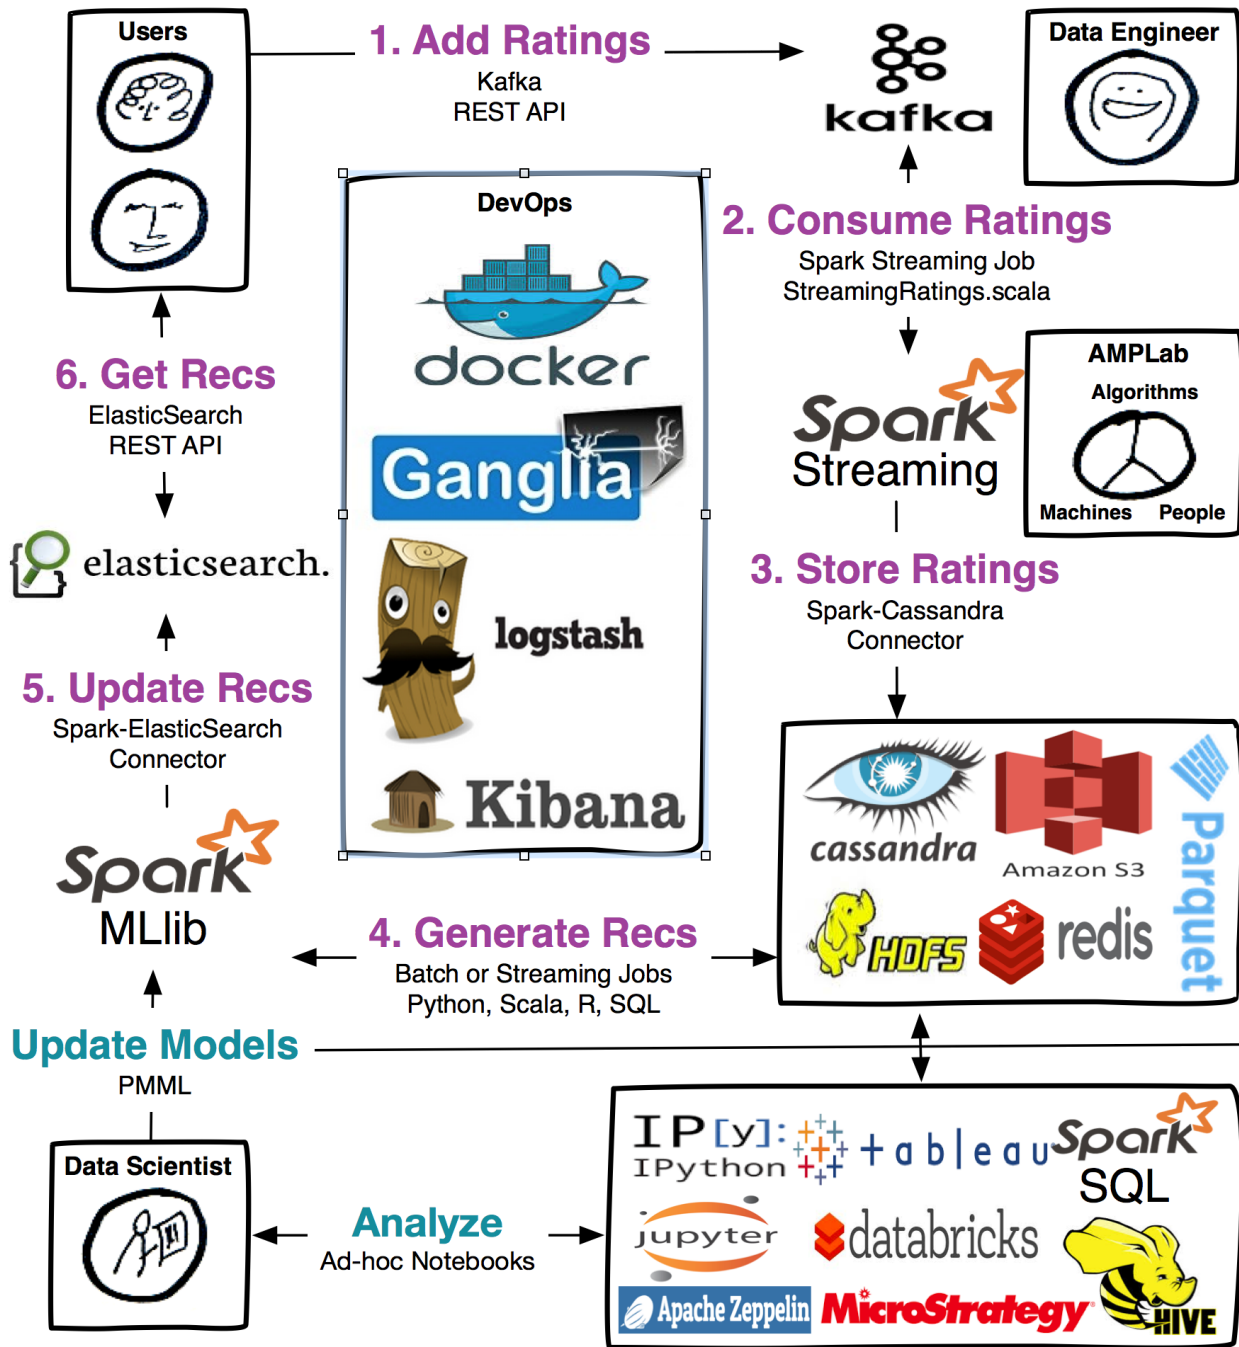 Users
1. Add Ratings
Kafka
REST API
kafka
Data Engineer
DevOps
docker
Ganglia
logstash
Kibana
2. Consume Ratings
Spark Streaming Job
StreamingRatings.scala
Spark
Streaming
AMPLab
Algorithms
Machines People
3. Store Ratings
Spark-Cassandra
Connector
cassandra
Amazon S3
Parquet
HDFS
redis
4. Generate Recs
Batch or Streaming Jobs
Python, Scala, R, SQL
6. Get Recs
ElasticSearch
REST API
elasticsearch.
5. Update Recs
Spark-ElasticSearch
Connector
Spark
MLlib
Update Models
PMML
Data Scientist
Analyze
Ad-hoc Notebooks
IP[y]:
IPython
+ableau
Spark
SQL
jupyter
databricks
Apache Zeppelin
MicroStrategy
HIVE